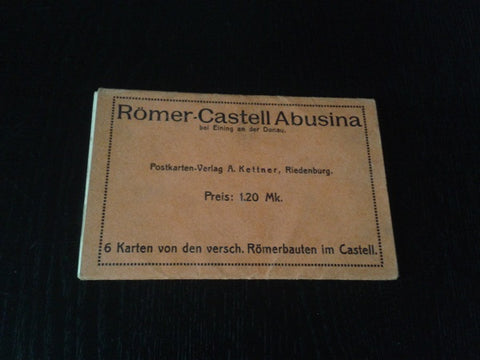 Römer-Castell Abusina
bei Eining an der Donau.
Postkarten-Verlag A. Kettner, Riedenburg.
Preis: 1.20 Mk.
6 Karten von den versch. Römerbauten im Castell.